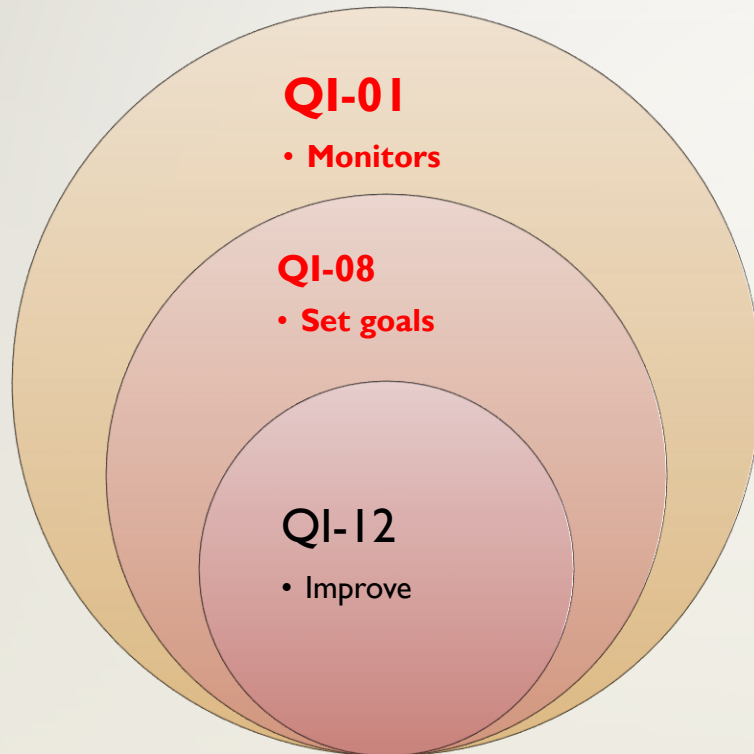 QI-01
• Monitors
QI-08
• Set goals
QI-12
• Improve